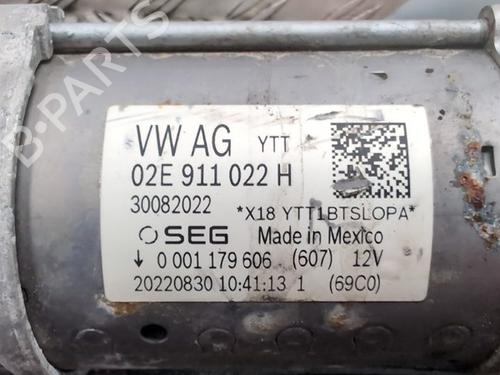 B-PARTS
VW AG YTT
02E 911 022 H
30082022
*X18 YTT1BTSLOPA*
SEG Made in Mexico
↓ 0 001 179 606 (607) 12V
20220830 10:41:13 1 (69C0)